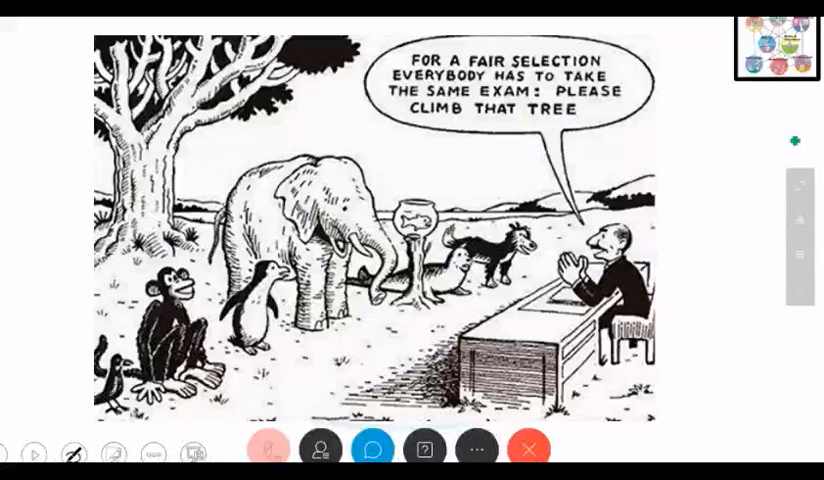 FOR A FAIR SELECTION
EVERYBODY HAS TO TAKE
THE SAME EXAM: PLEASE
CLIMB THAT TREE